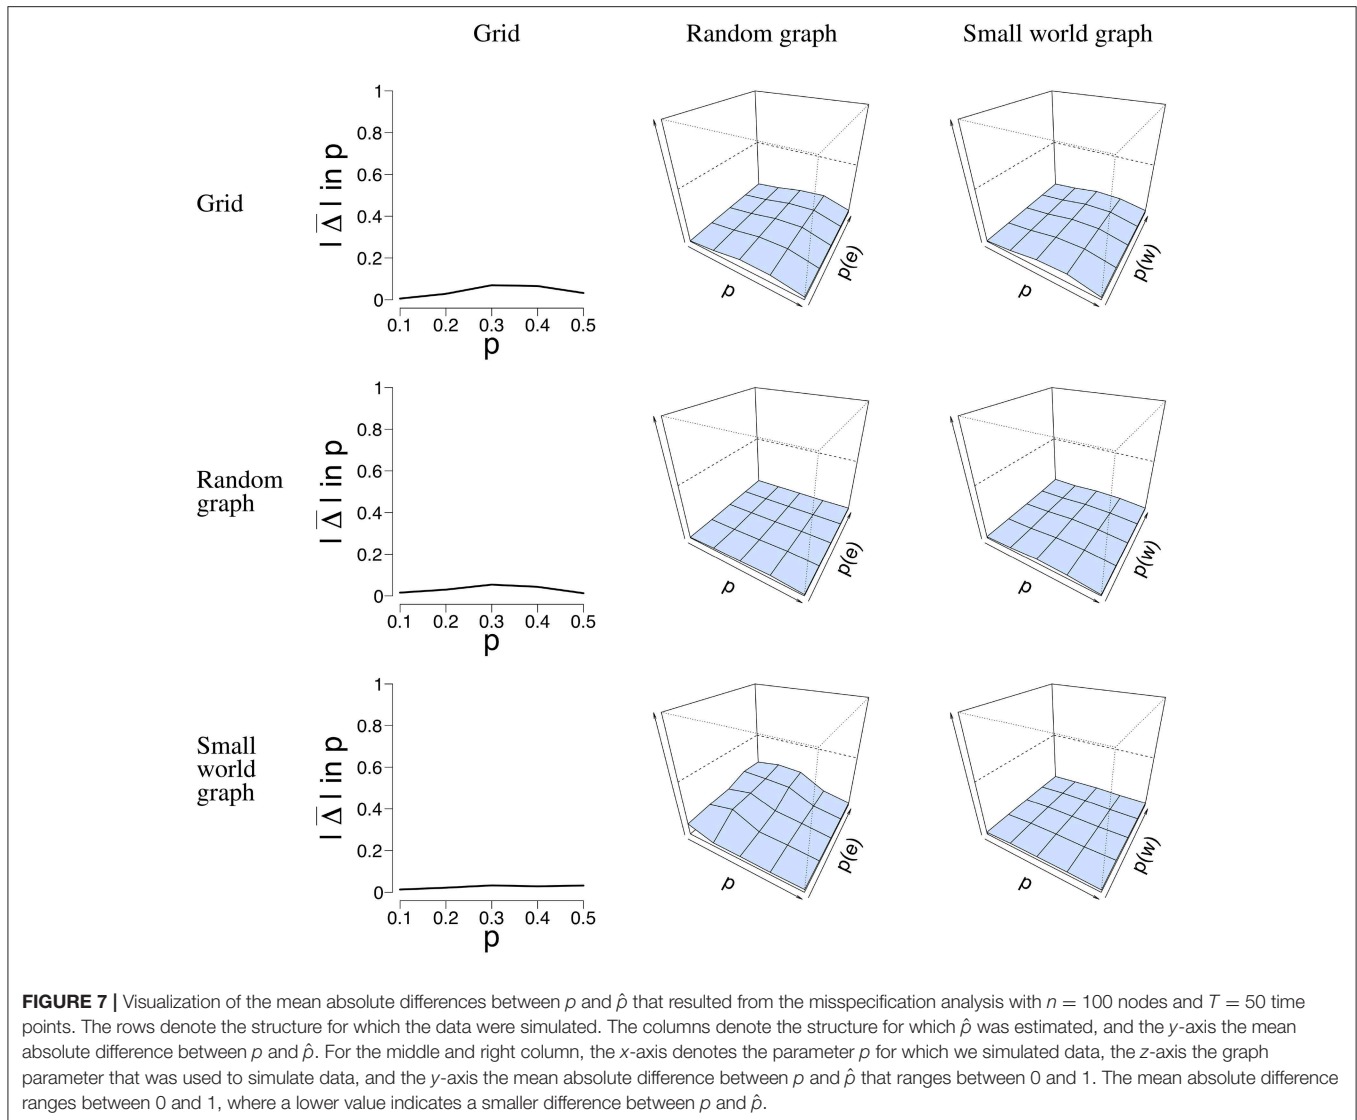 Grid Random graph Small world graph
Grid
| Δ̅ | in p
1
0.8
0.6
0.4
0.2
0
0.1 0.2 0.3 0.4 0.5
p
p
p(e)
p
p(w)
Random
graph
| Δ̅ | in p
1
0.8
0.6
0.4
0.2
0
0.1 0.2 0.3 0.4 0.5
p
p
p(e)
p
p(w)
Small
world
graph
| Δ̅ | in p
1
0.8
0.6
0.4
0.2
0
0.1 0.2 0.3 0.4 0.5
p
p
p(e)
p
p(w)
FIGURE 7 | Visualization of the mean absolute differences between p and p̂ that resulted from the misspecification analysis with n = 100 nodes and T = 50 time
points. The rows denote the structure for which the data were simulated. The columns denote the structure for which p̂ was estimated, and the y-axis the mean
absolute difference between p and p̂. For the middle and right column, the x-axis denotes the parameter p for which we simulated data, the z-axis the graph
parameter that was used to simulate data, and the y-axis the mean absolute difference between p and p̂ that ranges between 0 and 1. The mean absolute difference
ranges between 0 and 1, where a lower value indicates a smaller difference between p and p̂.